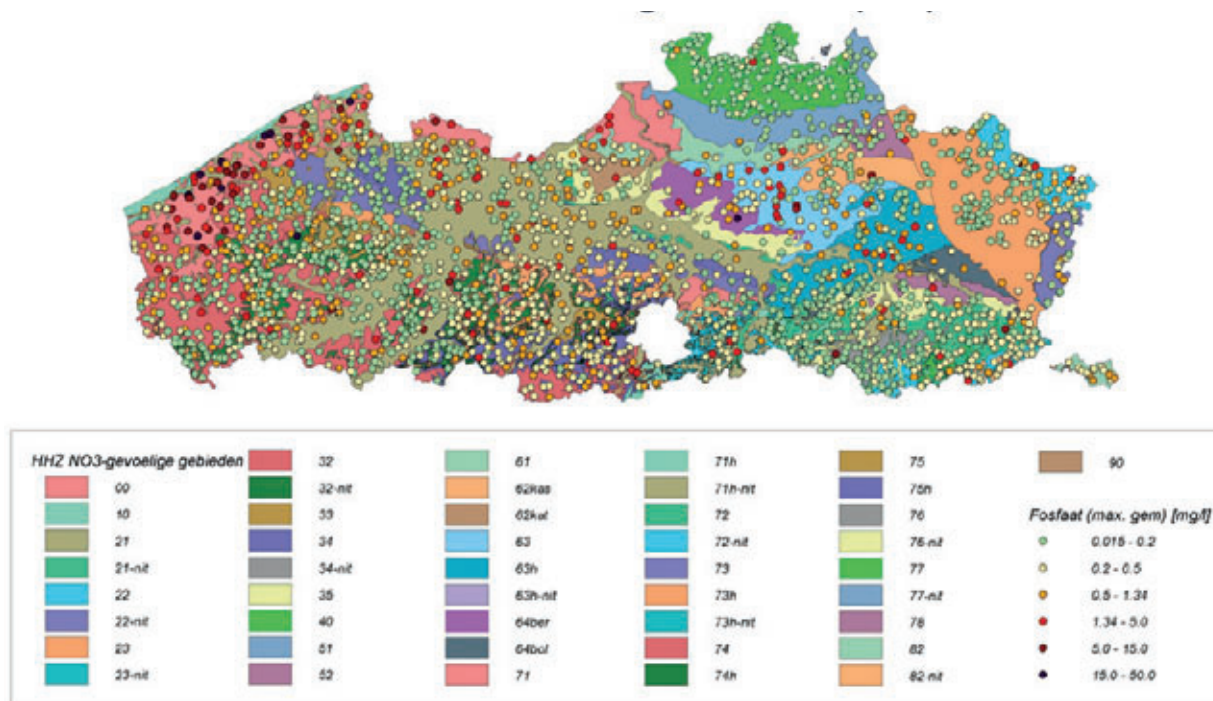 HHZ NO3-gevoelige gebieden
00
10
21
21-nit
22
22-nit
23
23-nit
32
32-nit
33
34
34-nit
35
40
51
52
61
62kas
62kat
63
63h
63h-nit
64ber
64bol
71
71h
71h-nit
72
72-nit
73
73h
73h-nit
74
74h
75
75h
76
76-nit
77
77-nit
78
82
82-nit
90
Fosfaat (max. gem) [mg/l]
0.015 - 0.2
0.2 - 0.5
0.5 - 1.34
1.34 - 5.0
5.0 - 15.0
15.0 - 50.0